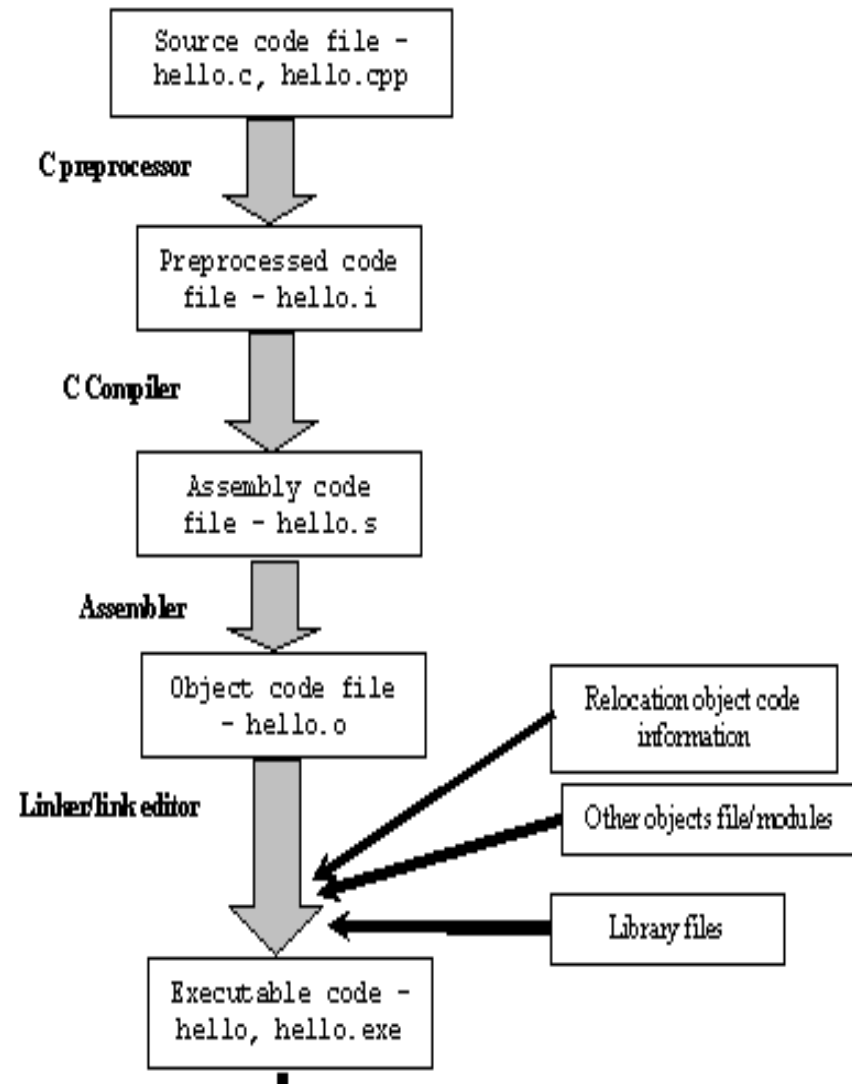 Source code file -
hello.c, hello.cpp
C preprocessor
Preprocessed code
file - hello.i
C Compiler
Assembly code
file - hello.s
Assembler
Object code file
- hello.o
Relocation object code
information
Linker/link editor
Other objects file/modules
Library files
Executable code -
hello, hello.exe